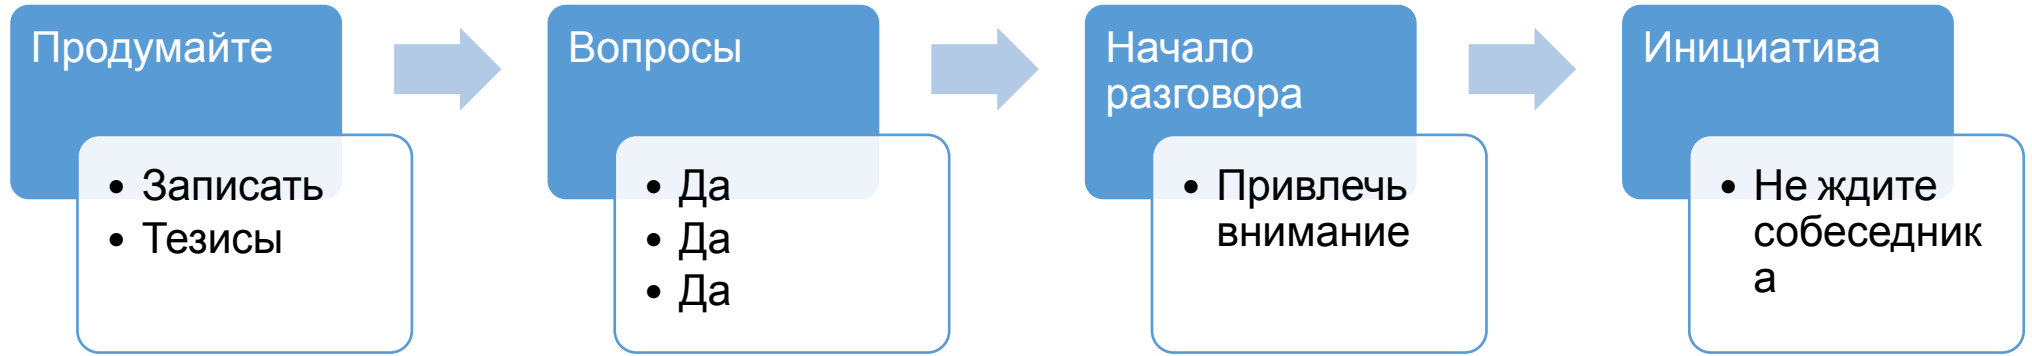 Продумайте
• Записать
• Тезисы
Вопросы
• Да
• Да
• Да
Начало
разговора
• Привлечь
внимание
Инициатива
• Не ждите
собеседник
а